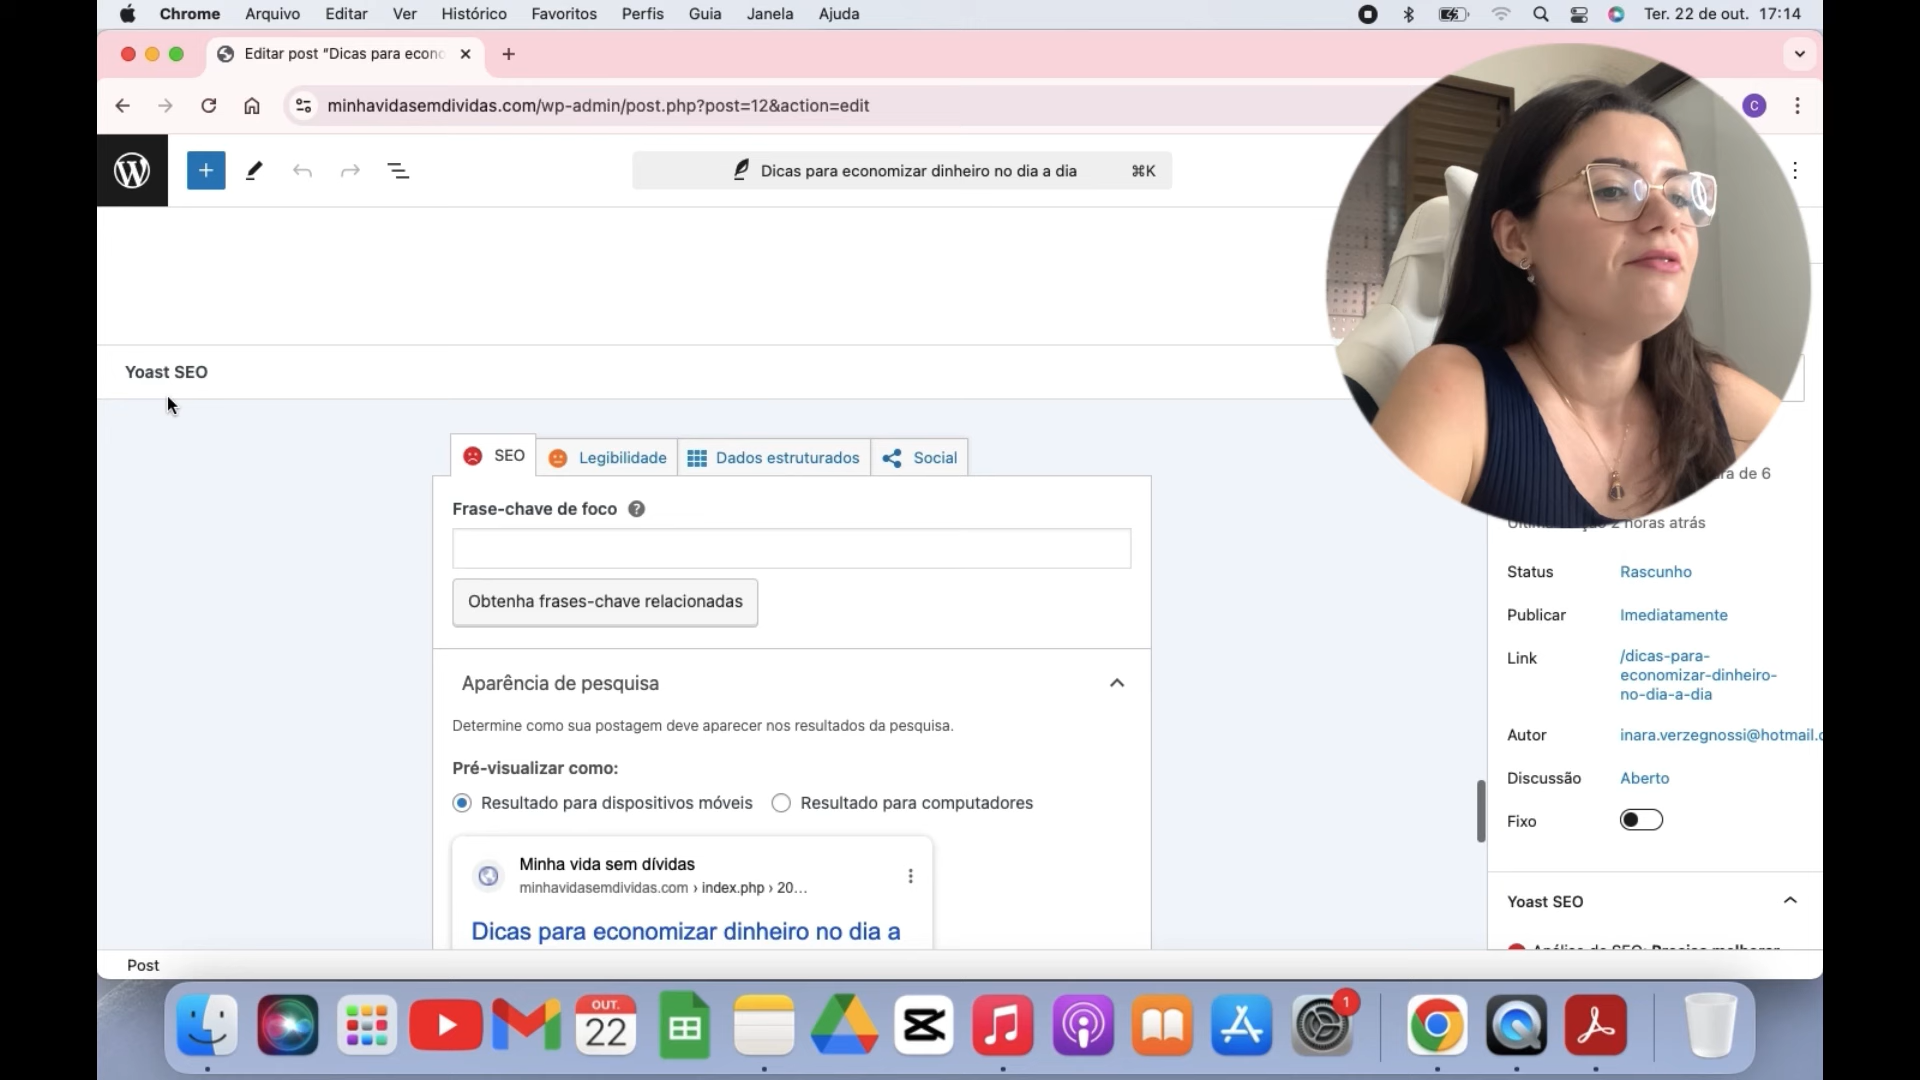 Chrome Arquivo Editar Ver Histórico Favoritos Perfis Guia Janela Ajuda Ter. 22 de out. 17:14
Editar post "Dicas para econo
minhavidasemdividas.com/wp-admin/post.php?post=12&action=edit
C
Dicas para economizar dinheiro no dia a dia ⌘K
Yoast SEO
SEO Legibilidade Dados estruturados Social
Frase-chave de foco
Obtenha frases-chave relacionadas
Aparência de pesquisa
Determine como sua postagem deve aparecer nos resultados da pesquisa.
Pré-visualizar como:
Resultado para dispositivos móveis Resultado para computadores
Minha vida sem dívidas
minhavidasemdividas.com › index.php › 20...
Dicas para economizar dinheiro no dia a
de 6
2 horas atrás
Status Rascunho
Publicar Imediatamente
Link /dicas-para-
economizar-dinheiro-
no-dia-a-dia
Autor inara.verzegnossi@hotmail.c
Discussão Aberto
Fixo
Yoast SEO
Análise de SEO: Precisa melhorar
Post
OUT.
22
1